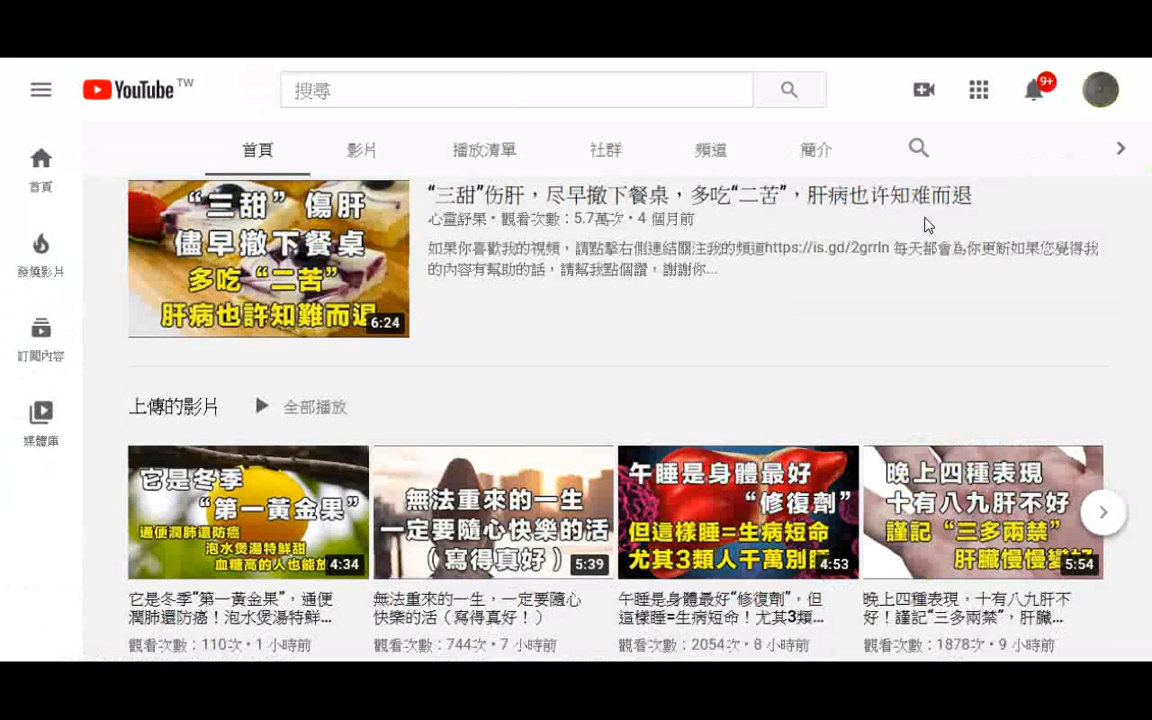 YouTube TW
搜尋
9+
首頁
影片
播放清單
社群
頻道
簡介
首頁
發燒影片
訂閱內容
媒體庫
“三甜” 傷肝
儘早撤下餐桌
多吃 “二苦”
肝病也許知難而退
6:24
“三甜”伤肝，尽早撤下餐桌，多吃“二苦”，肝病也许知难而退
心靈舒果 • 觀看次數：5.7萬次 • 4 個月前
如果你喜歡我的視頻，請點擊右側連結關注我的頻道https://is.gd/2grrln 每天都會為你更新如果您覺得我
的內容有幫助的話，請幫我點個讚，謝謝你...
上傳的影片
全部播放
它是冬季
“第一黃金果”
通便潤肺還防癌
泡水煲湯特鮮甜
血糖高的人也能
4:34
無法重來的一生
一定要隨心快樂的活
（寫得真好）
5:39
午睡是身體最好
“修復劑”
但這樣睡=生病短命
尤其3類人千萬別
4:53
晚上四種表現
十有八九肝不好
謹記 “三多兩禁”
肝臟慢慢變好
5:54
它是冬季“第一黃金果”，通便
潤肺還防癌！泡水煲湯特鮮...
觀看次數：110次 • 1 小時前
無法重來的一生，一定要隨心
快樂的活（寫得真好！）
觀看次數：744次 • 7 小時前
午睡是身體最好“修復劑”，但
這樣睡=生病短命！尤其3類...
觀看次數：2054次 • 8 小時前
晚上四種表現，十有八九肝不
好！謹記“三多兩禁”，肝臟...
觀看次數：1878次 • 9 小時前